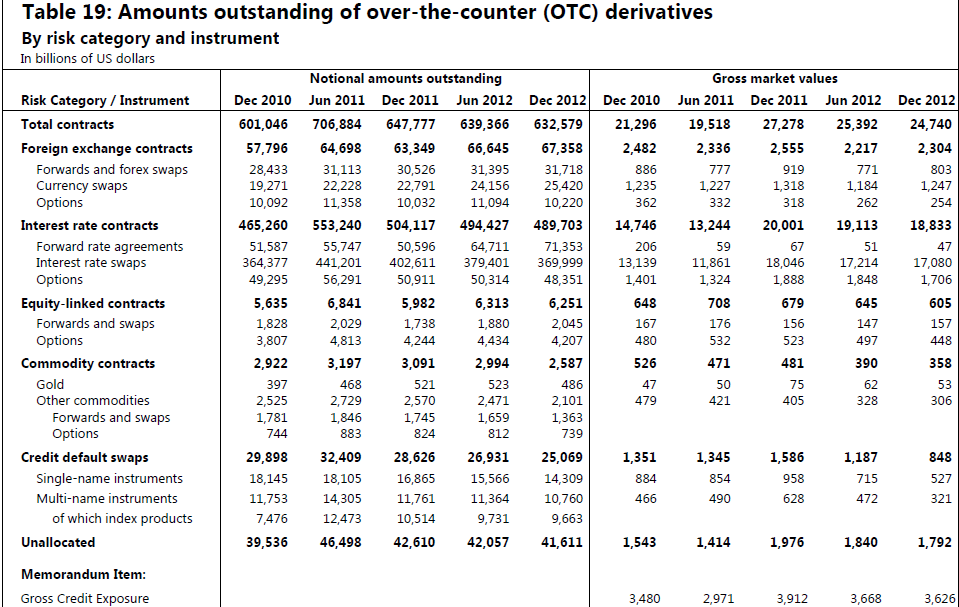 Table 19: Amounts outstanding of over-the-counter (OTC) derivatives
By risk category and instrument
In billions of US dollars
Notional amounts outstanding Gross market values
Risk Category / Instrument Dec 2010 Jun 2011 Dec 2011 Jun 2012 Dec 2012 Dec 2010 Jun 2011 Dec 2011 Jun 2012 Dec 2012
Total contracts 601,046 706,884 647,777 639,366 632,579 21,296 19,518 27,278 25,392 24,740
Foreign exchange contracts 57,796 64,698 63,349 66,645 67,358 2,482 2,336 2,555 2,217 2,304
Forwards and forex swaps 28,433 31,113 30,526 31,395 31,718 886 777 919 771 803
Currency swaps 19,271 22,228 22,791 24,156 25,420 1,235 1,227 1,318 1,184 1,247
Options 10,092 11,358 10,032 11,094 10,220 362 332 318 262 254
Interest rate contracts 465,260 553,240 504,117 494,427 489,703 14,746 13,244 20,001 19,113 18,833
Forward rate agreements 51,587 55,747 50,596 64,711 71,353 206 59 67 51 47
Interest rate swaps 364,377 441,201 402,611 379,401 369,999 13,139 11,861 18,046 17,214 17,080
Options 49,295 56,291 50,911 50,314 48,351 1,401 1,324 1,888 1,848 1,706
Equity-linked contracts 5,635 6,841 5,982 6,313 6,251 648 708 679 645 605
Forwards and swaps 1,828 2,029 1,738 1,880 2,045 167 176 156 147 157
Options 3,807 4,813 4,244 4,434 4,207 480 532 523 497 448
Commodity contracts 2,922 3,197 3,091 2,994 2,587 526 471 481 390 358
Gold 397 468 521 523 486 47 50 75 62 53
Other commodities 2,525 2,729 2,570 2,471 2,101 479 421 405 328 306
Forwards and swaps 1,781 1,846 1,745 1,659 1,363
Options 744 883 824 812 739
Credit default swaps 29,898 32,409 28,626 26,931 25,069 1,351 1,345 1,586 1,187 848
Single-name instruments 18,145 18,105 16,865 15,566 14,309 884 854 958 715 527
Multi-name instruments 11,753 14,305 11,761 11,364 10,760 466 490 628 472 321
of which index products 7,476 12,473 10,514 9,731 9,663
Unallocated 39,536 46,498 42,610 42,057 41,611 1,543 1,414 1,976 1,840 1,792
Memorandum Item:
Gross Credit Exposure 3,480 2,971 3,912 3,668 3,626